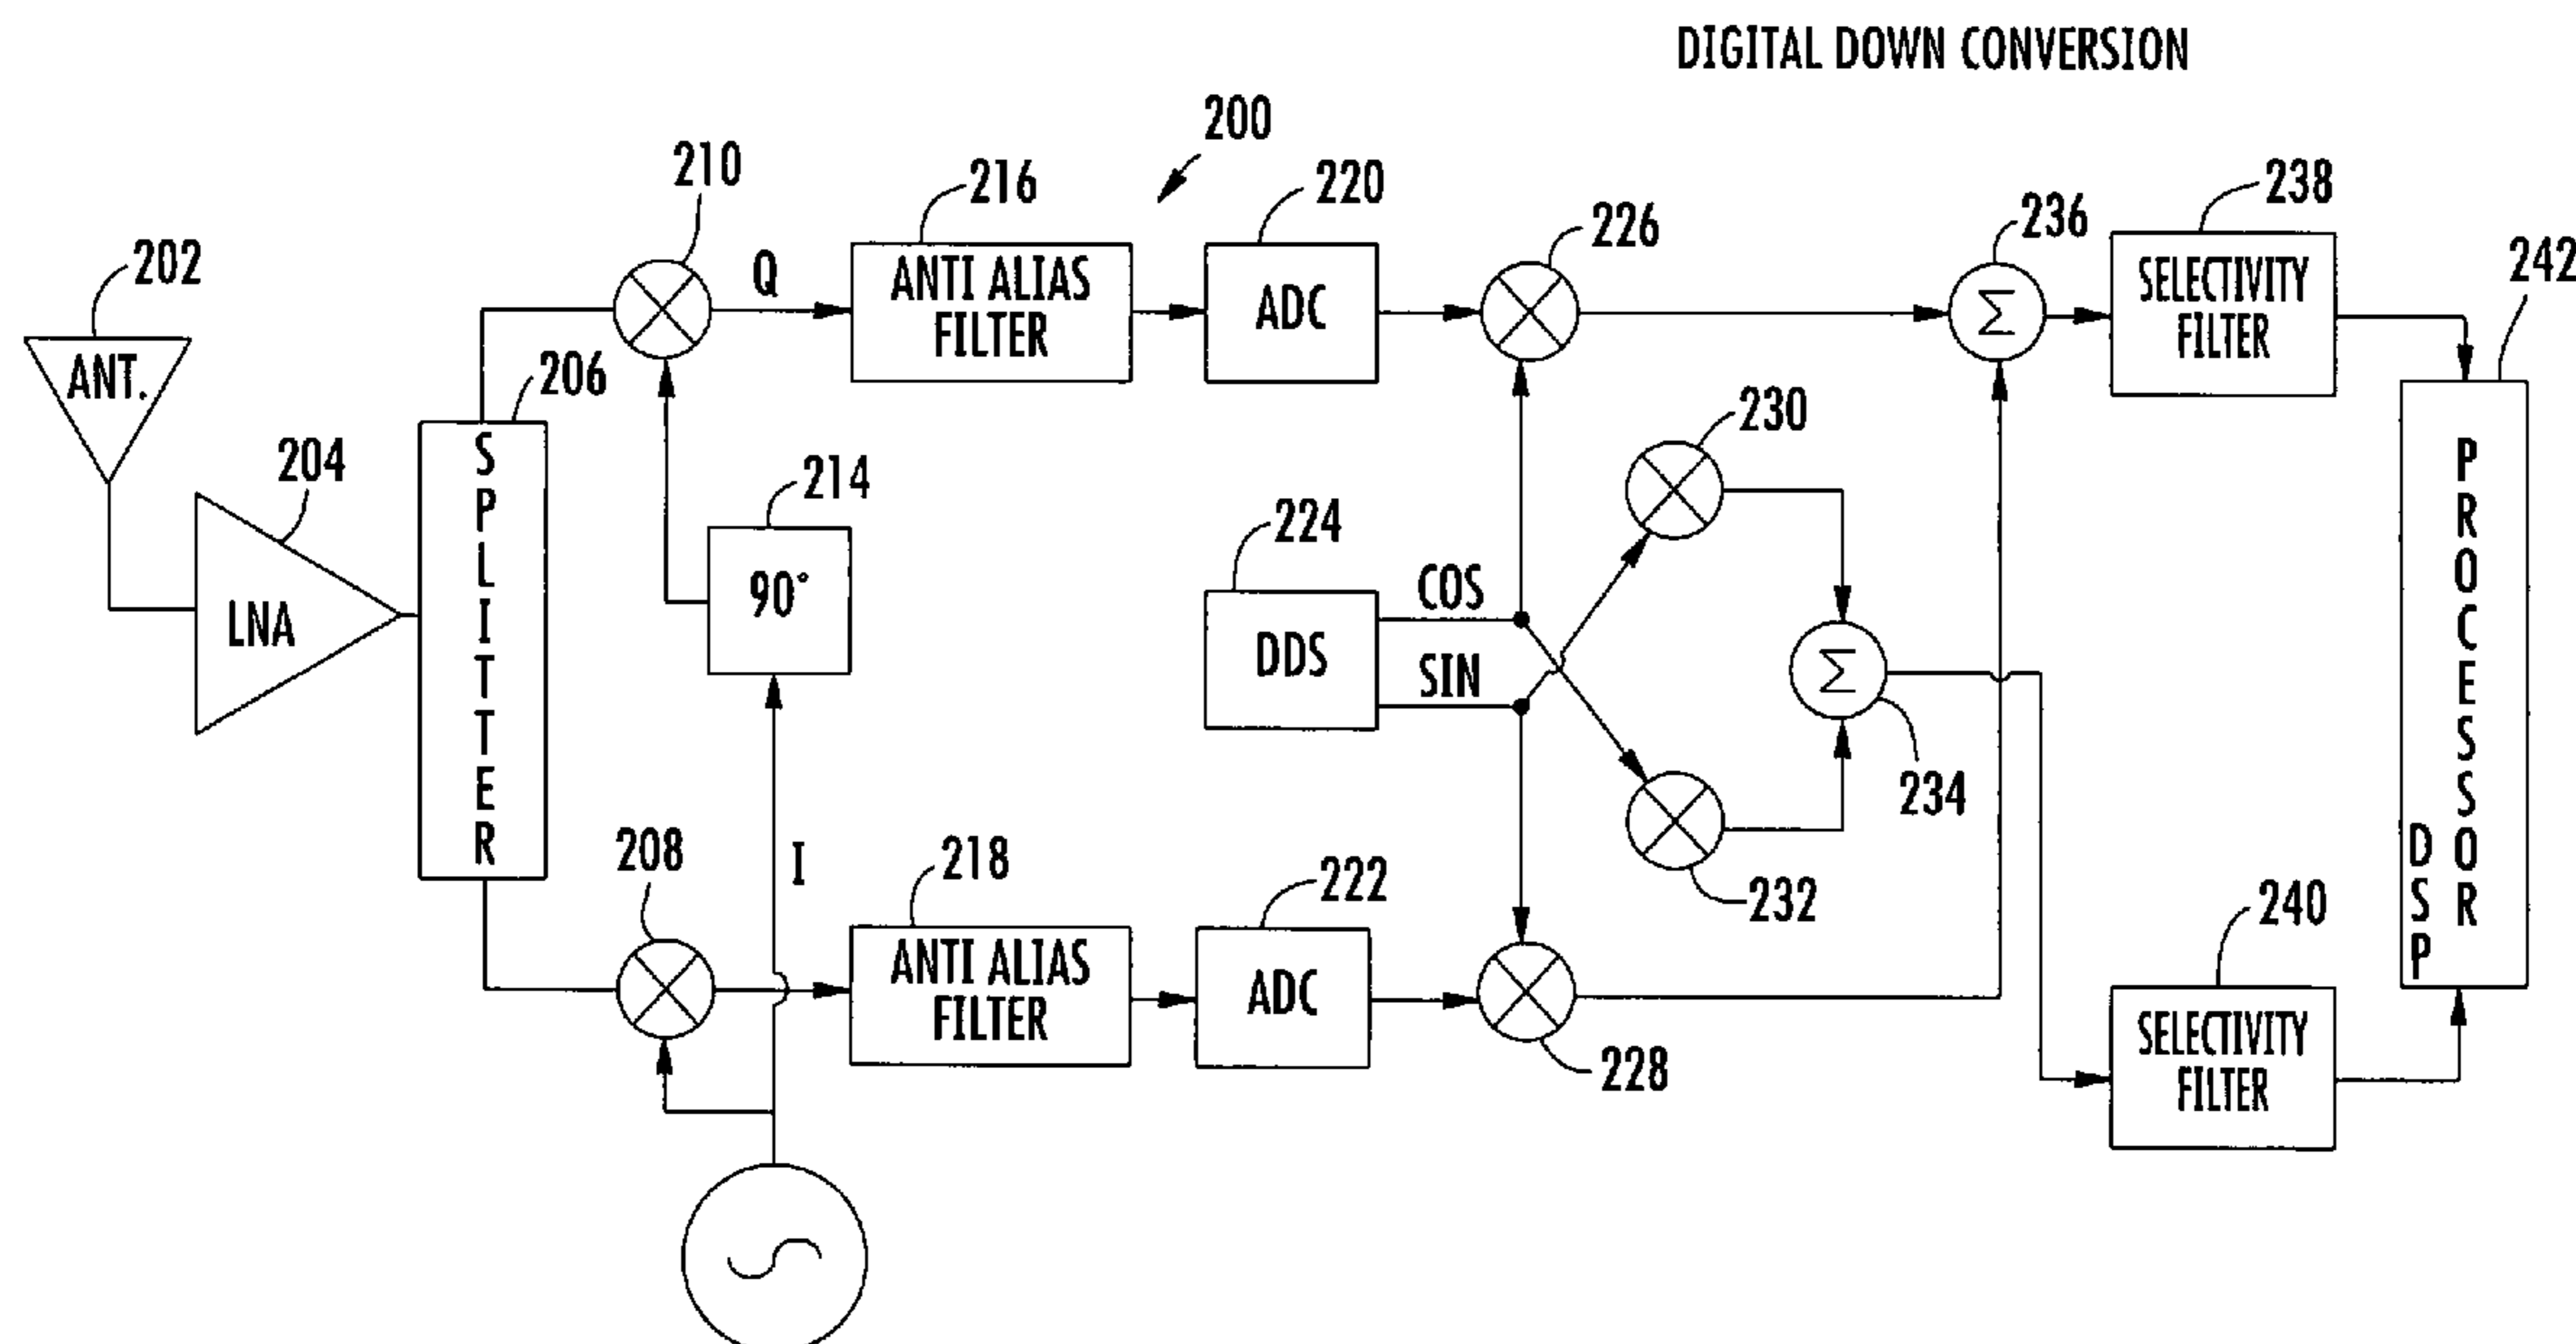 DIGITAL DOWN CONVERSION
200
210
216
220
226
236
238
242
202
ANT.
206
204
LNA
SPLITTER
Q
ANTI ALIAS
FILTER
ADC
Σ
SELECTIVITY
FILTER
214
90°
224
DDS
COS
SIN
230
Σ
234
232
PROCESSOR
DSP
208
I
218
ANTI ALIAS
FILTER
222
ADC
228
240
SELECTIVITY
FILTER